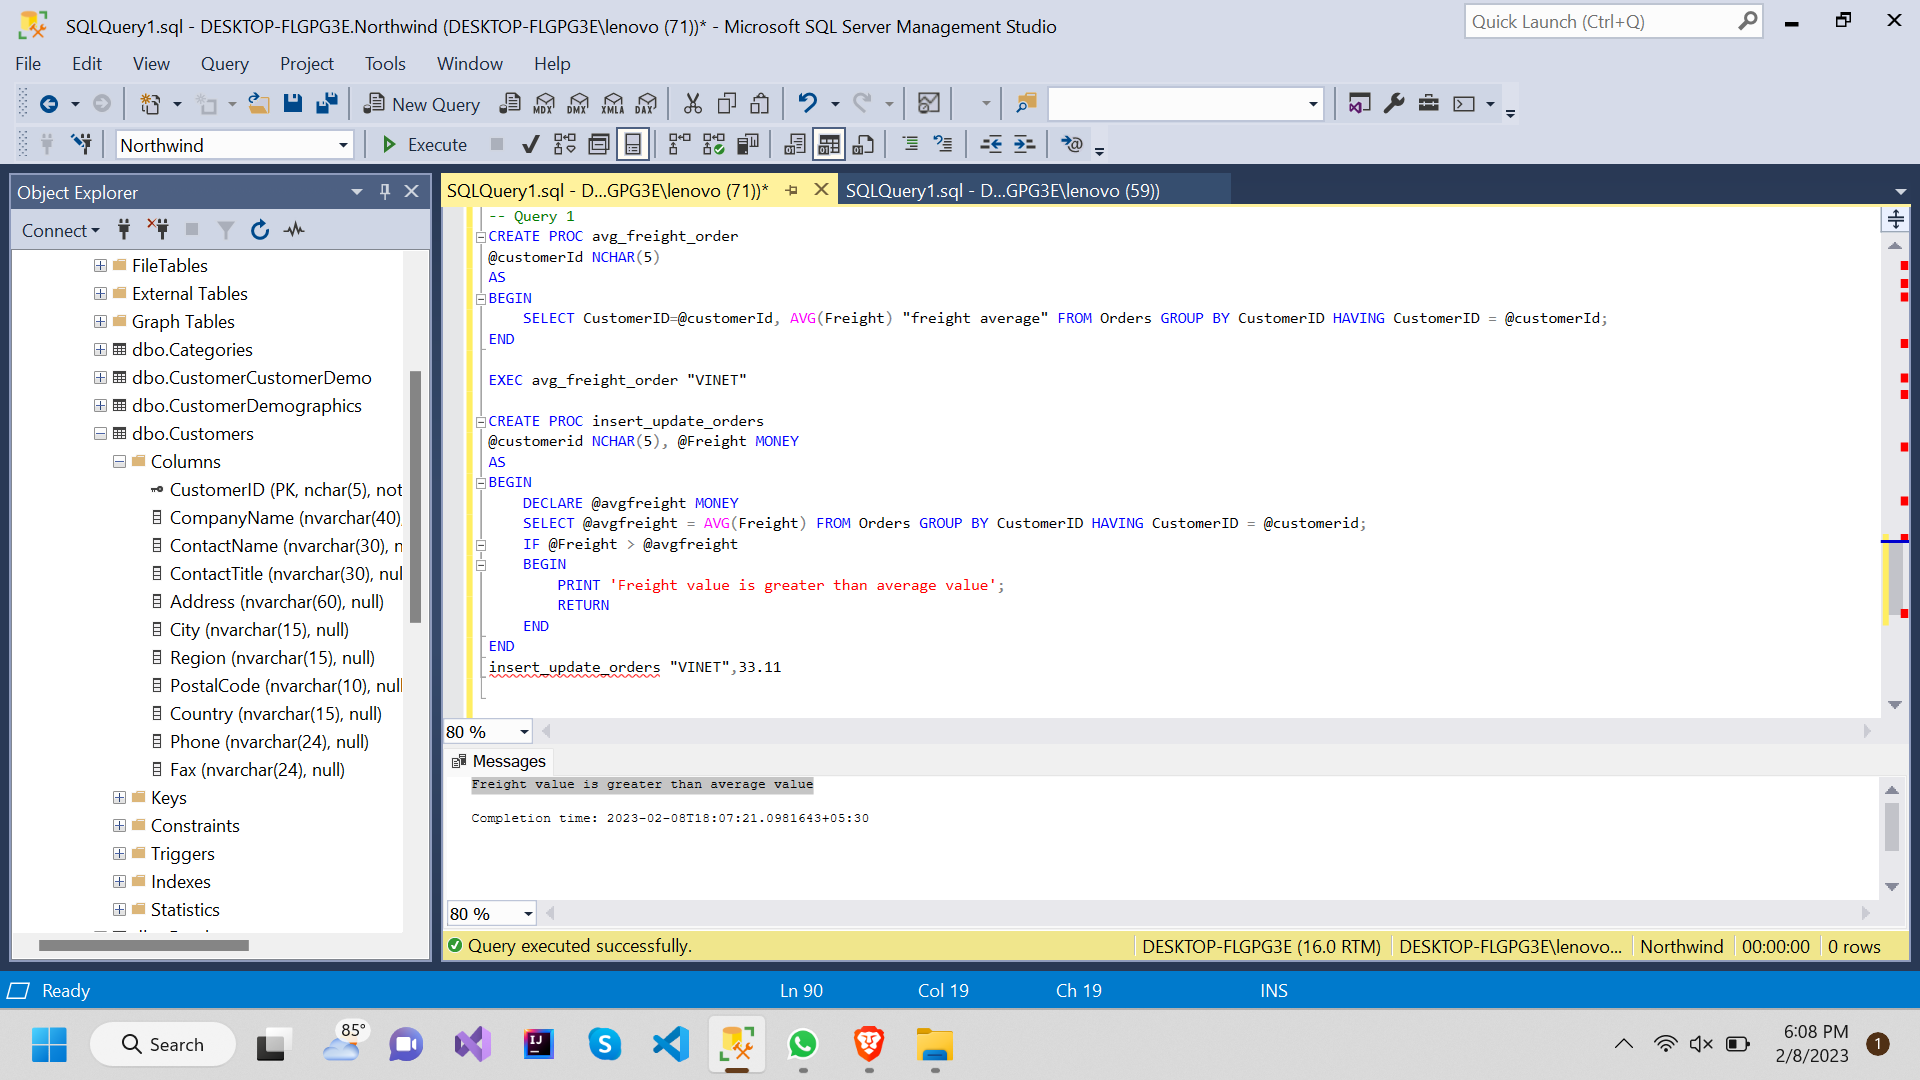 SQLQuery1.sql - DESKTOP-FLGPG3E.Northwind (DESKTOP-FLGPG3E\lenovo (71))* - Microsoft SQL Server Management Studio
Quick Launch (Ctrl+Q)
File Edit View Query Project Tools Window Help
New Query MDX DMX XMLA DAX
Northwind Execute
Object Explorer
Connect
FileTables
External Tables
Graph Tables
dbo.Categories
dbo.CustomerCustomerDemo
dbo.CustomerDemographics
dbo.Customers
Columns
CustomerID (PK, nchar(5), not
CompanyName (nvarchar(40),
ContactName (nvarchar(30), n
ContactTitle (nvarchar(30), nul
Address (nvarchar(60), null)
City (nvarchar(15), null)
Region (nvarchar(15), null)
PostalCode (nvarchar(10), null
Country (nvarchar(15), null)
Phone (nvarchar(24), null)
Fax (nvarchar(24), null)
Keys
Constraints
Triggers
Indexes
Statistics
SQLQuery1.sql - D...GPG3E\lenovo (71))* SQLQuery1.sql - D...GPG3E\lenovo (59))
-- Query 1
CREATE PROC avg_freight_order
@customerId NCHAR(5)
AS
BEGIN
SELECT CustomerID=@customerId, AVG(Freight) "freight average" FROM Orders GROUP BY CustomerID HAVING CustomerID = @customerId;
END
EXEC avg_freight_order "VINET"
CREATE PROC insert_update_orders
@customerid NCHAR(5), @Freight MONEY
AS
BEGIN
DECLARE @avgfreight MONEY
SELECT @avgfreight = AVG(Freight) FROM Orders GROUP BY CustomerID HAVING CustomerID = @customerid;
IF @Freight > @avgfreight
BEGIN
PRINT 'Freight value is greater than average value';
RETURN
END
END
insert_update_orders "VINET",33.11
80 %
Messages
Freight value is greater than average value
Completion time: 2023-02-08T18:07:21.0981643+05:30
80 %
Query executed successfully. DESKTOP-FLGPG3E (16.0 RTM) DESKTOP-FLGPG3E\lenovo... Northwind 00:00:00 0 rows
Ready Ln 90 Col 19 Ch 19 INS
Search 85° IJ 6:08 PM
2/8/2023 1